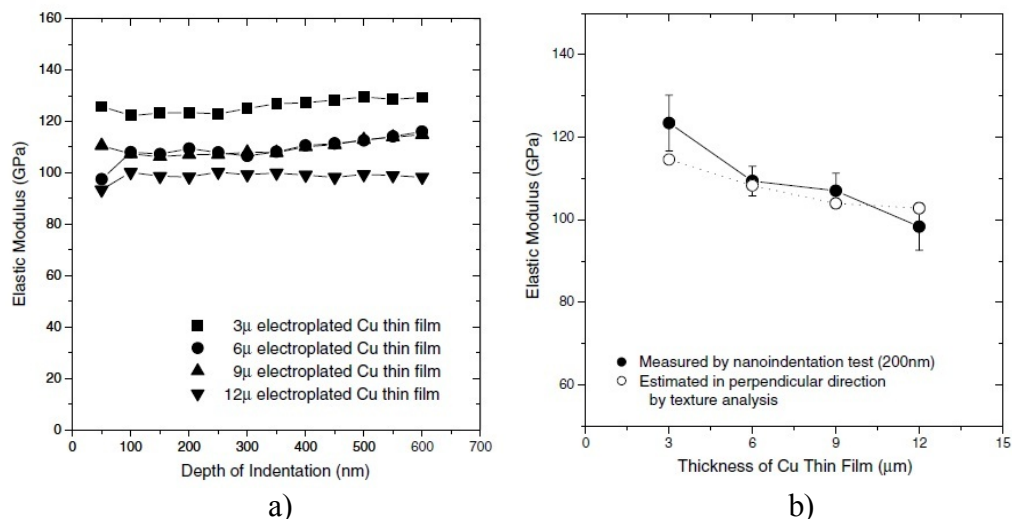 160
140
120
100
80
60
40
20
0
Elastic Modulus (GPa)
3μ electroplated Cu thin film
6μ electroplated Cu thin film
9μ electroplated Cu thin film
12μ electroplated Cu thin film
0 100 200 300 400 500 600 700
Depth of Indentation (nm)
a)
140
120
100
80
60
Elastic Modulus (GPa)
Measured by nanoindentation test (200nm)
Estimated in perpendicular direction
by texture analysis
0 3 6 9 12 15
Thickness of Cu Thin Film (μm)
b)